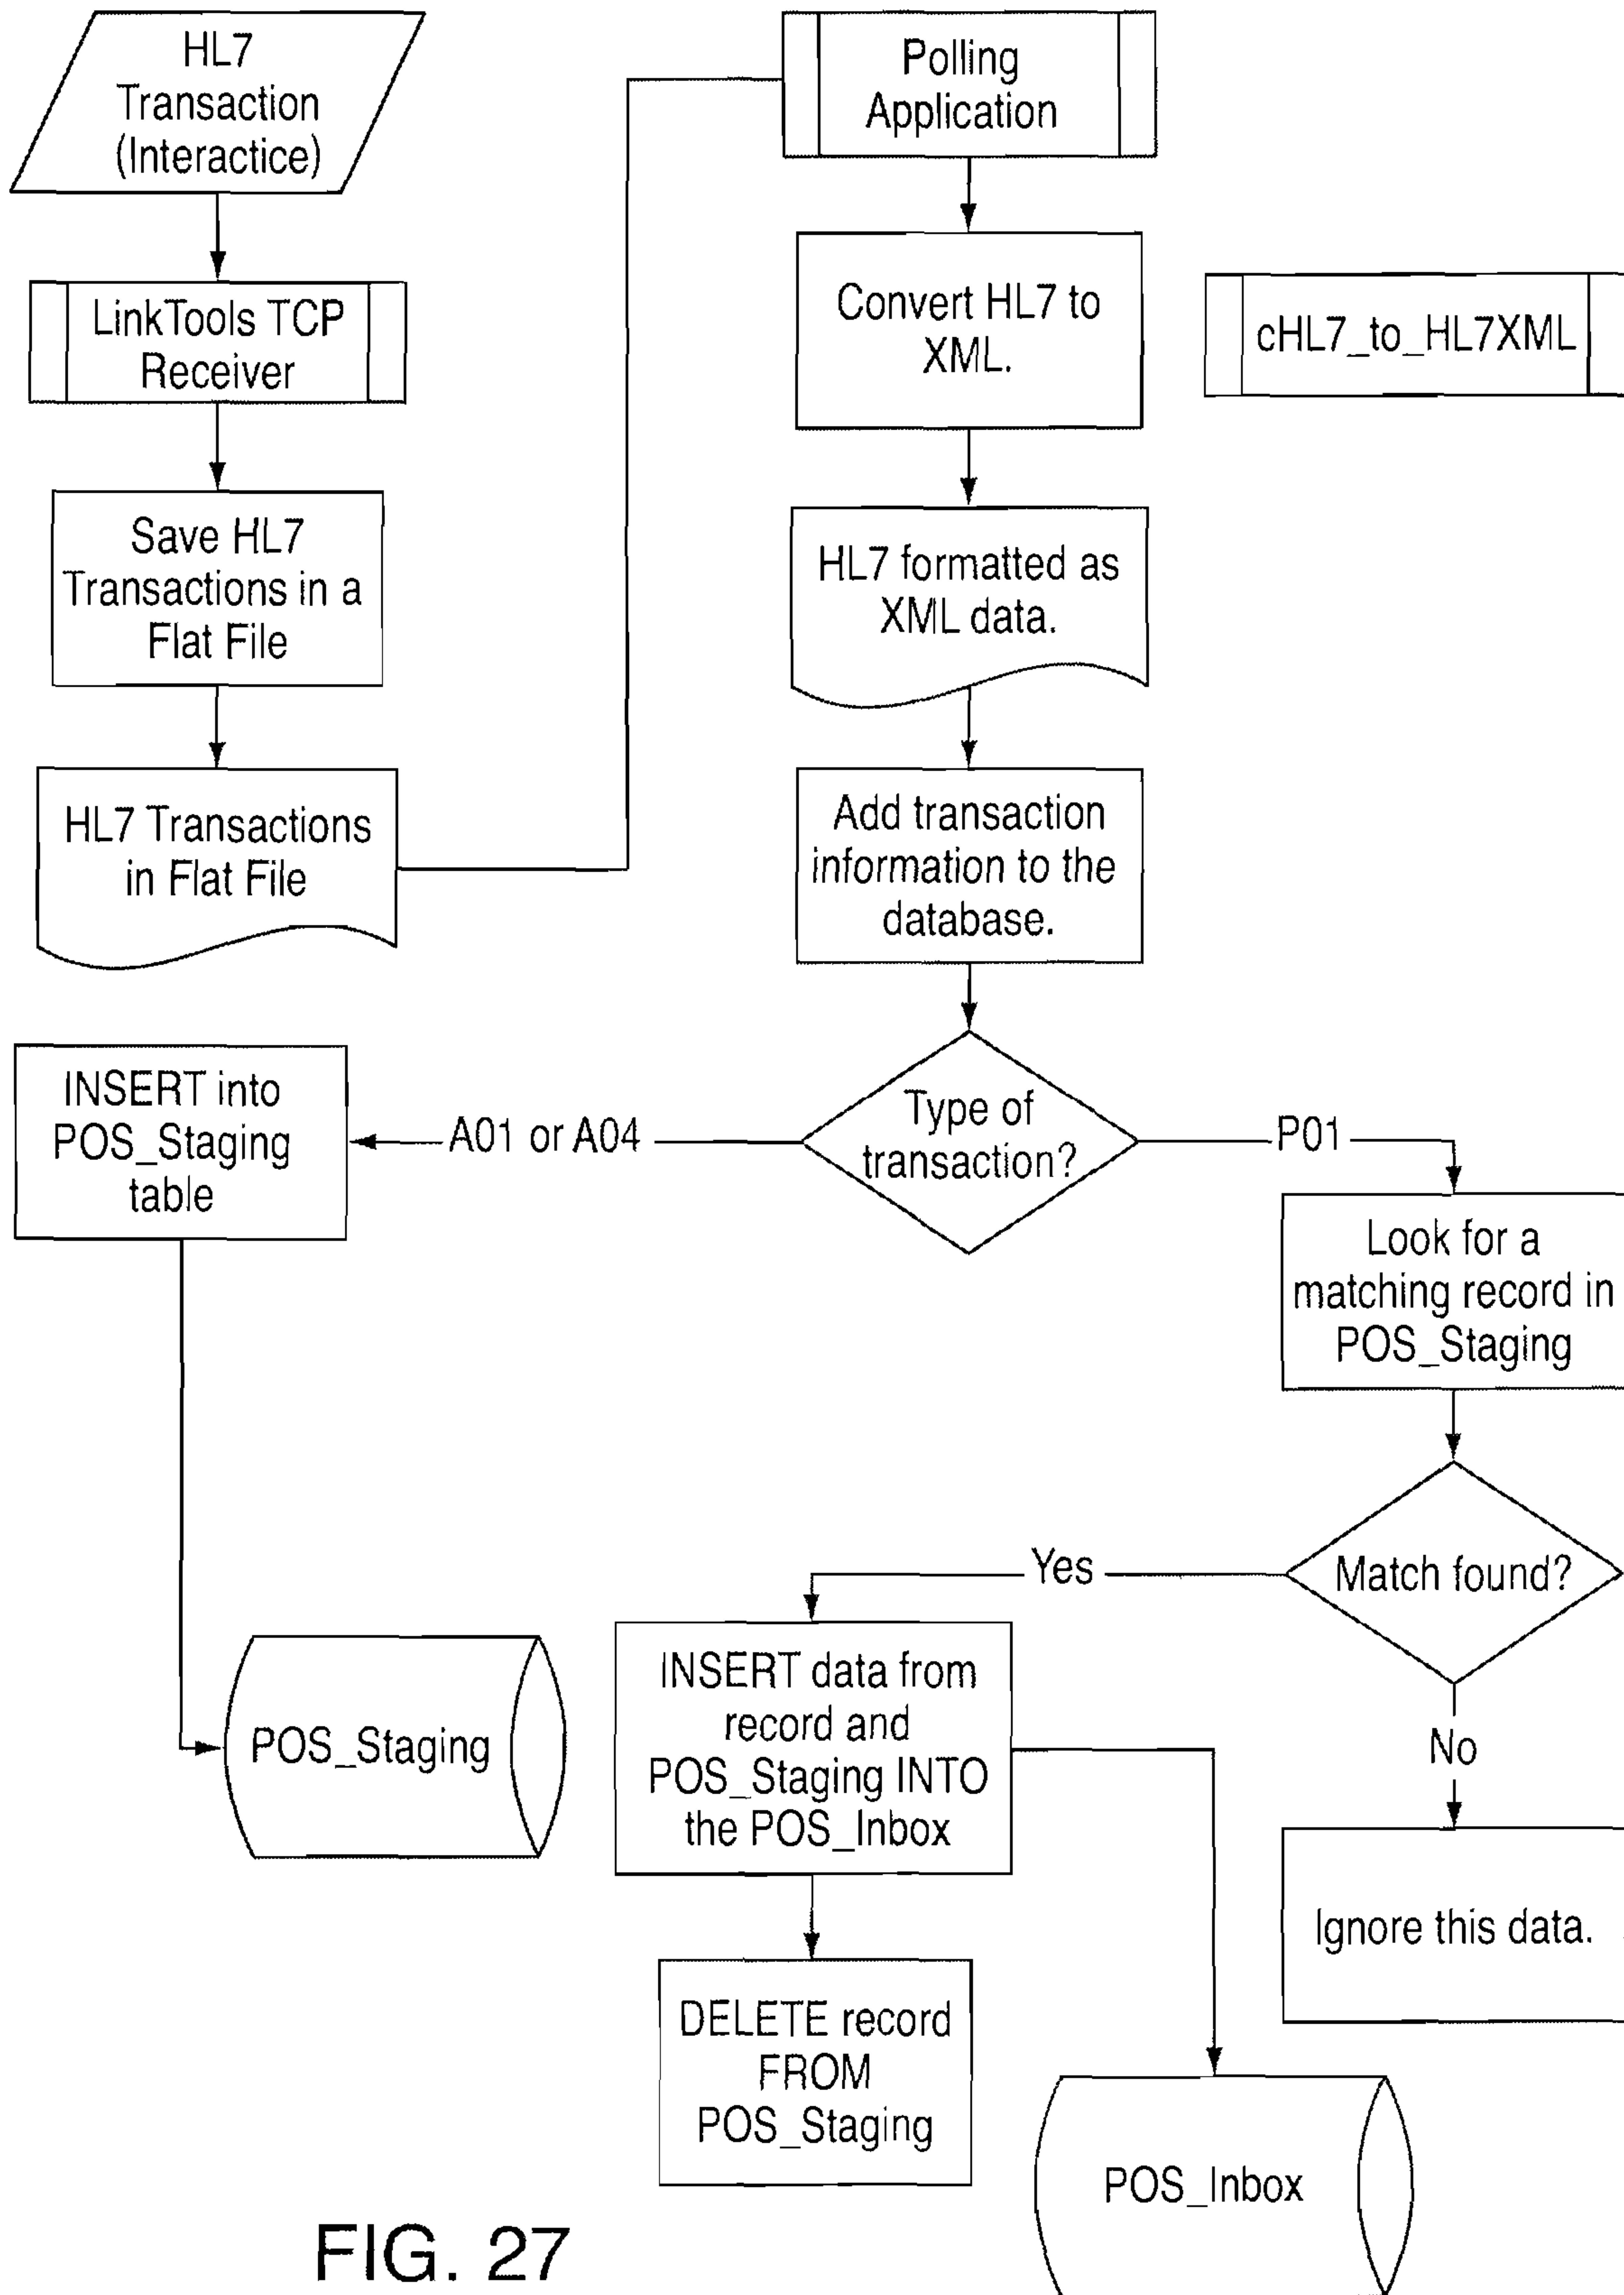 HL7
Transaction
(Interactice)
LinkTools TCP
Receiver
Save HL7
Transactions in a
Flat File
HL7 Transactions
in Flat File
Polling
Application
Convert HL7 to
XML.
cHL7_to_HL7XML
HL7 formatted as
XML data.
Add transaction
information to the
database.
Type of
transaction?
A01 or A04
INSERT into
POS_Staging
table
POS_Staging
P01
Look for a
matching record in
POS_Staging
Match found?
Yes
INSERT data from
record and
POS_Staging INTO
the POS_Inbox
DELETE record
FROM
POS_Staging
POS_Inbox
No
Ignore this data.
FIG. 27